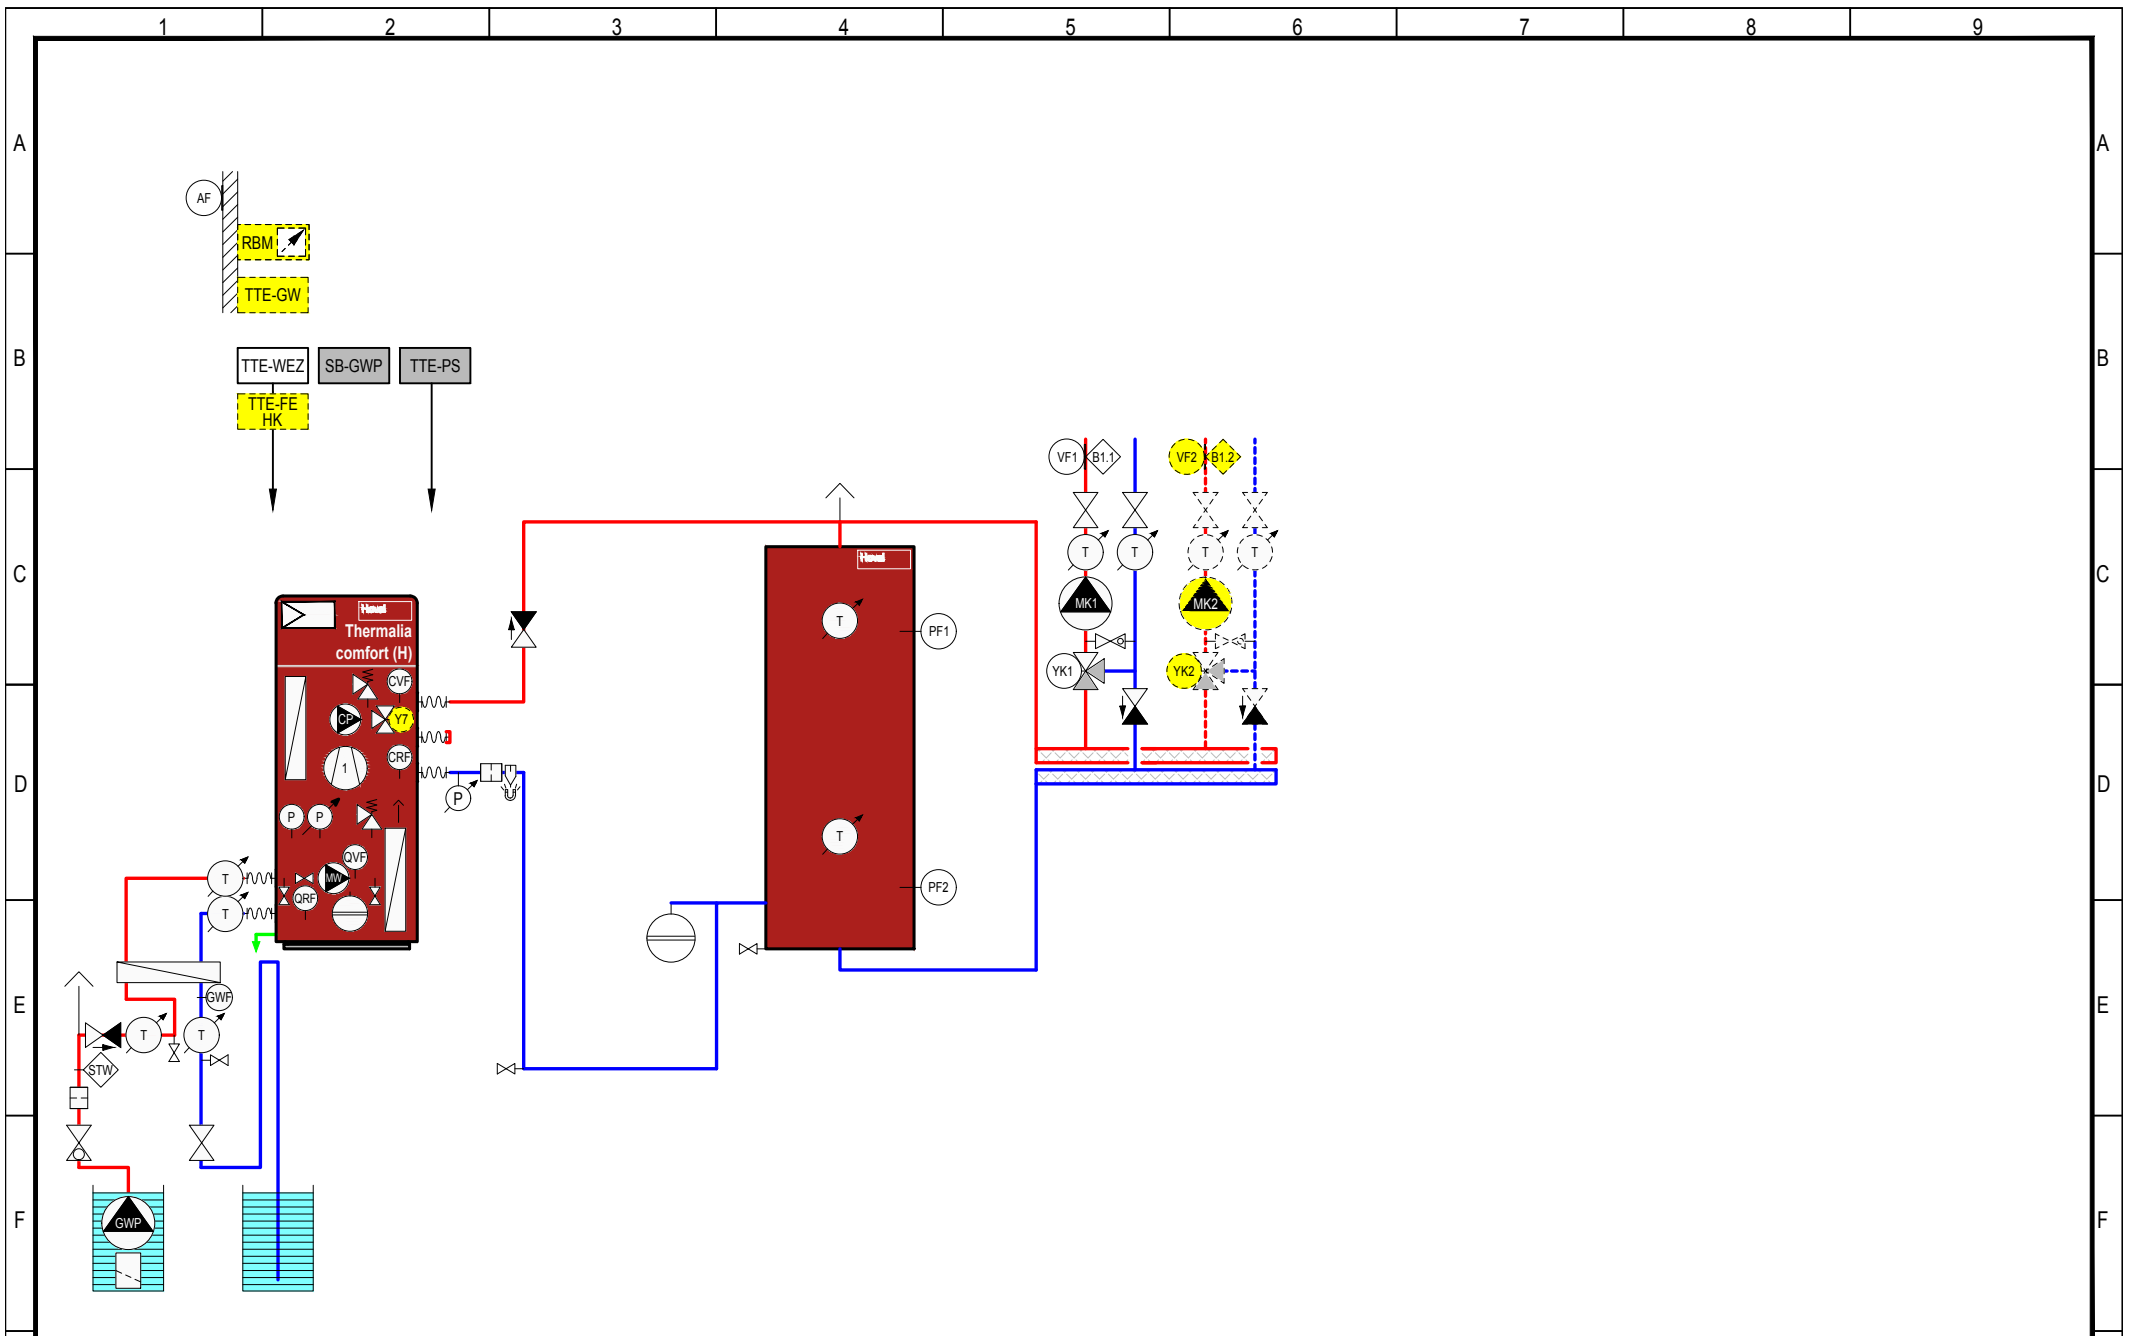 1 2 3 4 5 6 7 8 9
A A
AF
RBM
TTE-GW
B B
TTE-WEZ SB-GWP TTE-PS
TTE-FE
HK
VF1 B1.1 VF2 B1.2
T T T T
C C
Hoval
Hoval
MK1 MK2
T
PF1
Thermalia
comfort (H)
YK1 YK2
CVF
CP Y7
CRF
1
D D
P
P P
T
QVF
T MW
PF2
QRF
T
GWF
E E
T T
STW
F F
GWP